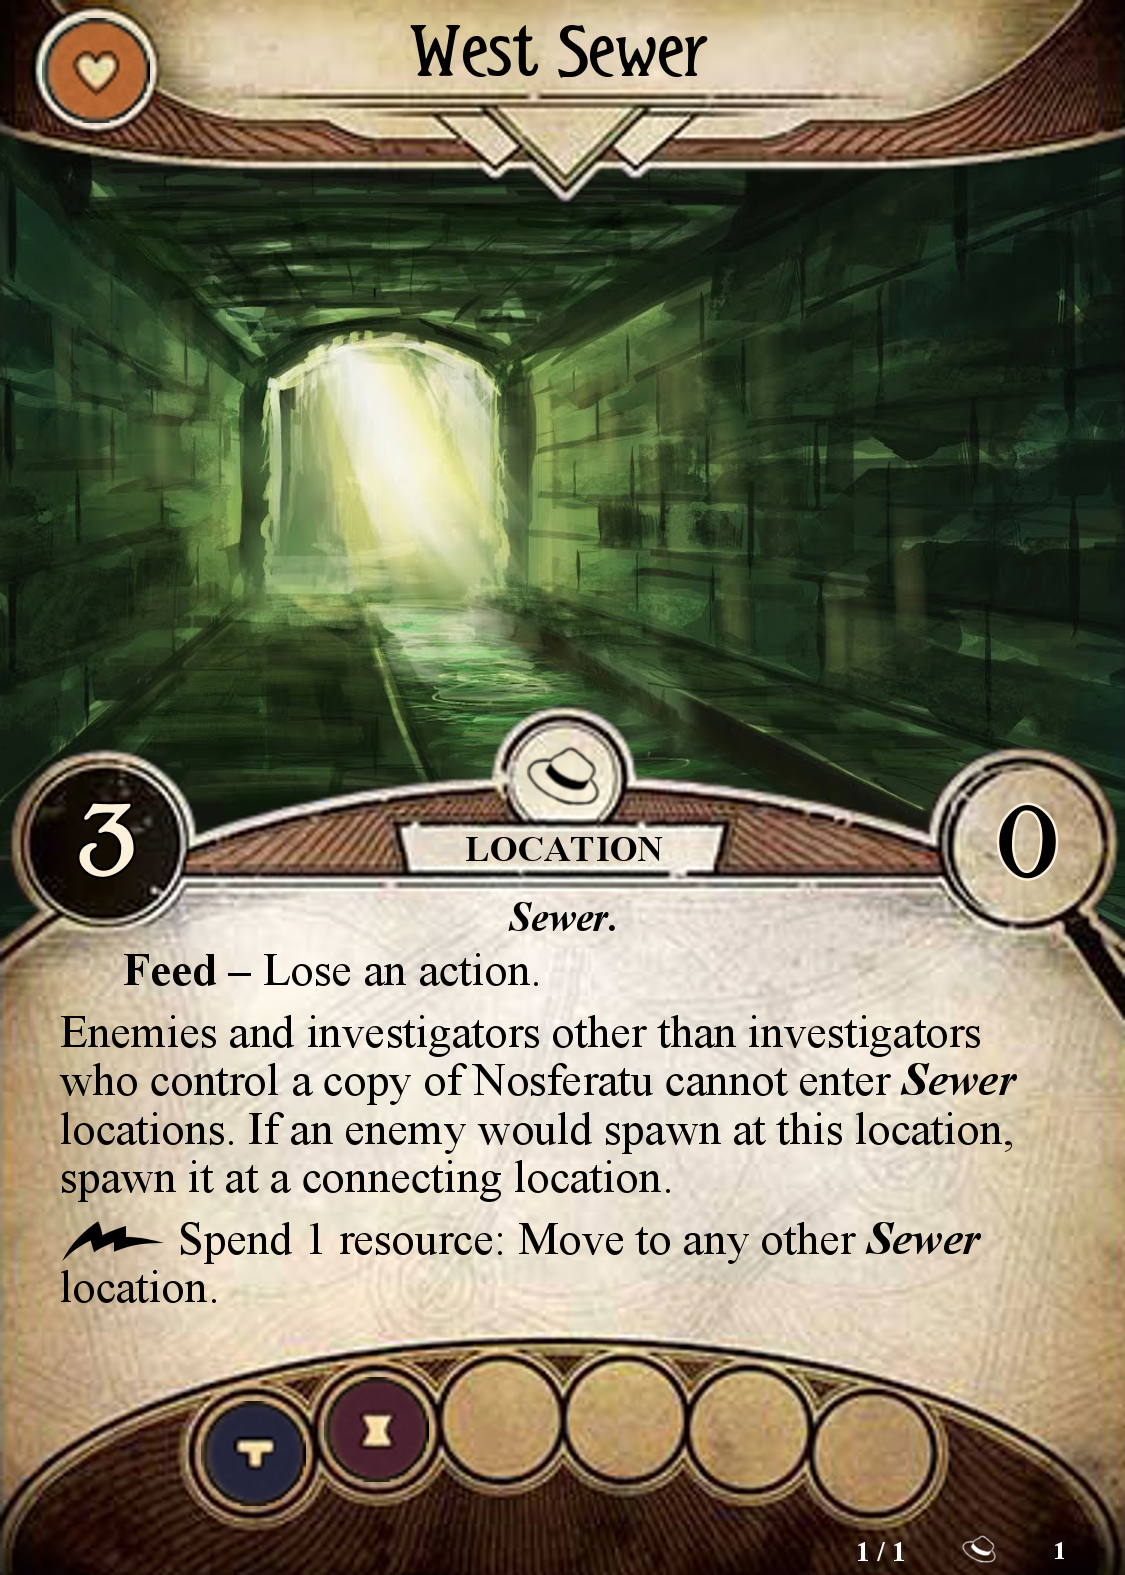 West Sewer
3
LOCATION
0
Sewer.
Feed – Lose an action.
Enemies and investigators other than investigators
who control a copy of Nosferatu cannot enter Sewer
locations. If an enemy would spawn at this location,
spawn it at a connecting location.
Spend 1 resource: Move to any other Sewer
location.
1 / 1 1